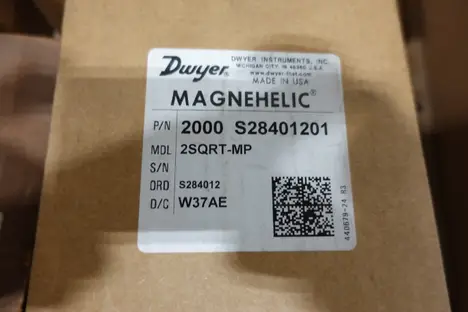 Dwyer®
DWYER INSTRUMENTS, INC.
MICHIGAN CITY, IN 46360 U.S.A.
www.dwyer-inst.com
MADE IN USA
MAGNEHELIC®
P/N 2000 S28401201
MDL 2SQRT-MP
S/N
ORD S284012
D/C W37AE
440679-24 R3